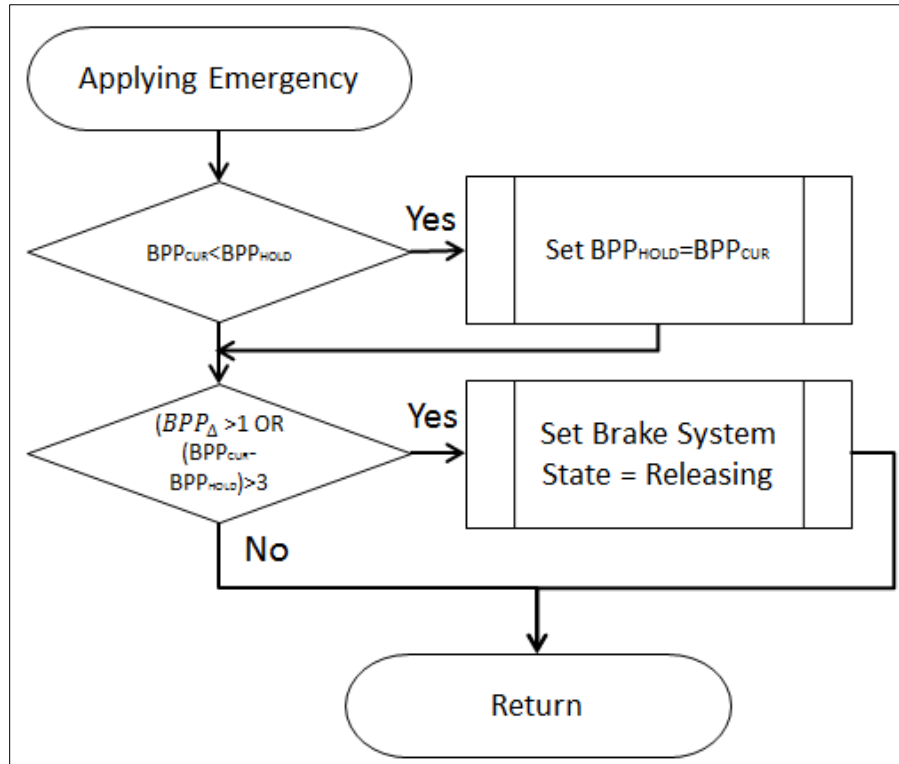 Applying Emergency
BPPCUR<BPPHOLD
Yes
Set BPPHOLD=BPPCUR
(BPPΔ >1 OR
(BPPCUR-
BPPHOLD)>3
Yes
Set Brake System
State = Releasing
No
Return